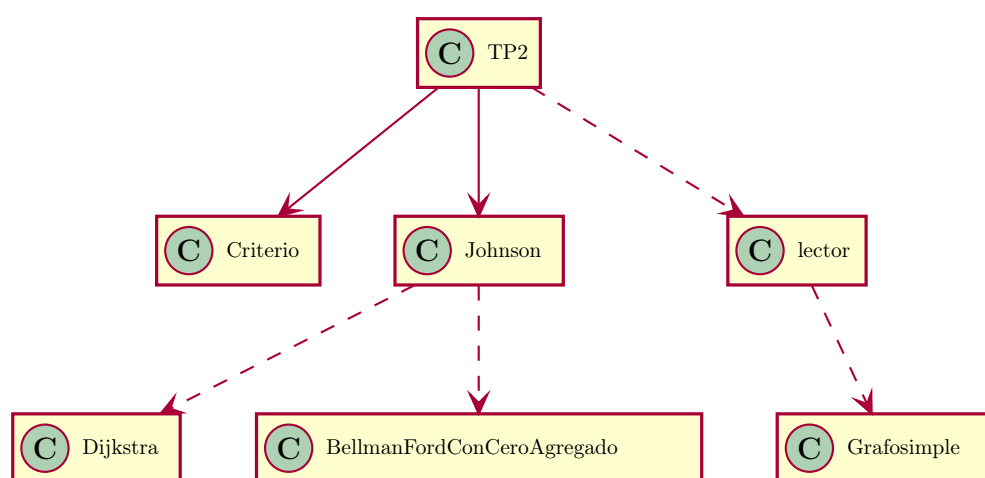 C TP2
C Criterio
C Johnson
C lector
C Dijkstra
C BellmanFordConCeroAgregado
C Grafosimple